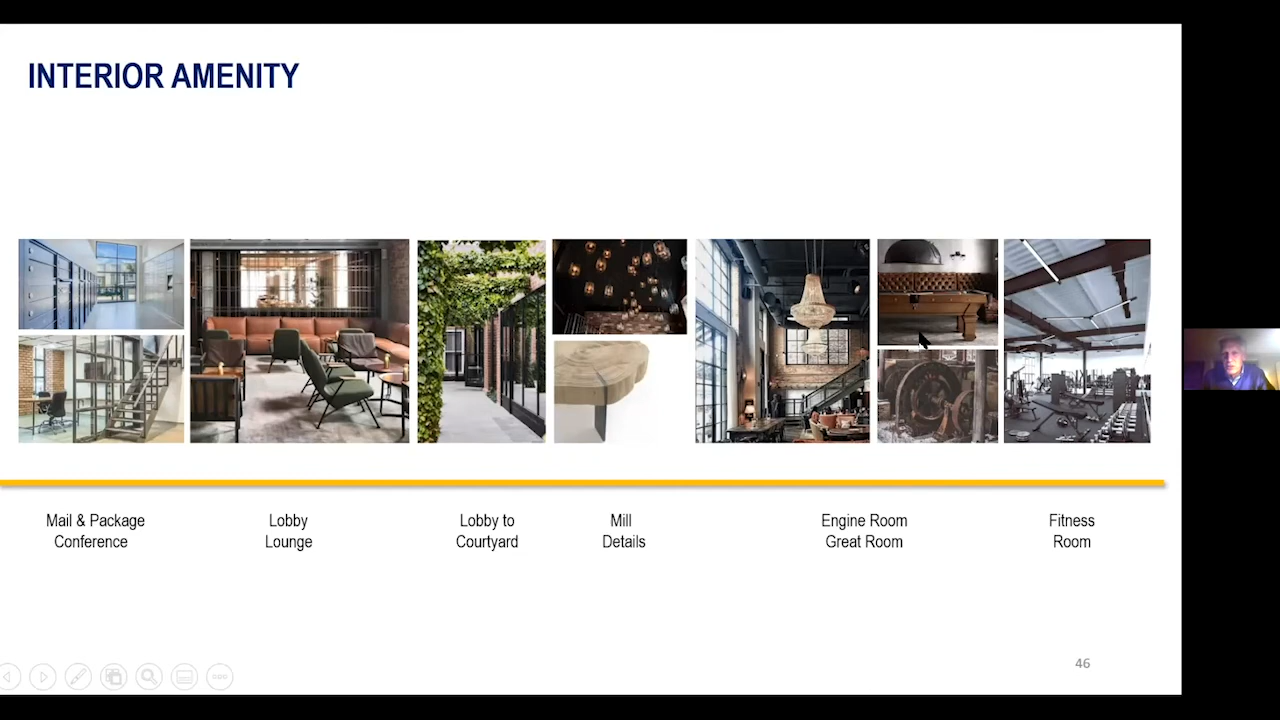 INTERIOR AMENITY
Mail & Package
Conference
Lobby
Lounge
Lobby to
Courtyard
Mill
Details
Engine Room
Great Room
Fitness
Room
46